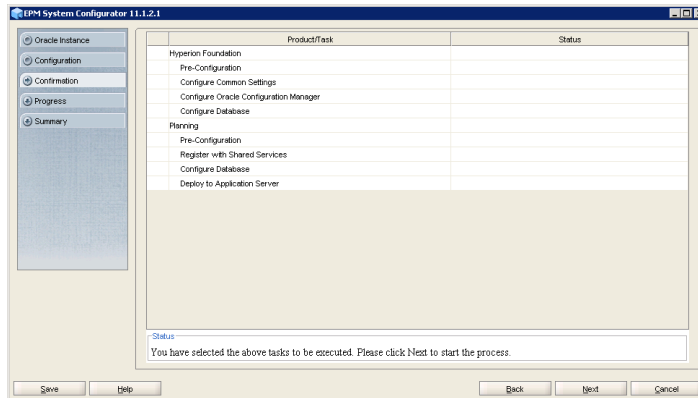 EPM System Configurator 11.1.2.1
Oracle Instance
Configuration
Confirmation
Progress
Summary
Product/Task Status
Hyperion Foundation
Pre-Configuration
Configure Common Settings
Configure Oracle Configuration Manager
Configure Database
Planning
Pre-Configuration
Register with Shared Services
Configure Database
Deploy to Application Server
Status
You have selected the above tasks to be executed. Please click Next to start the process.
Save Help Back Next Cancel